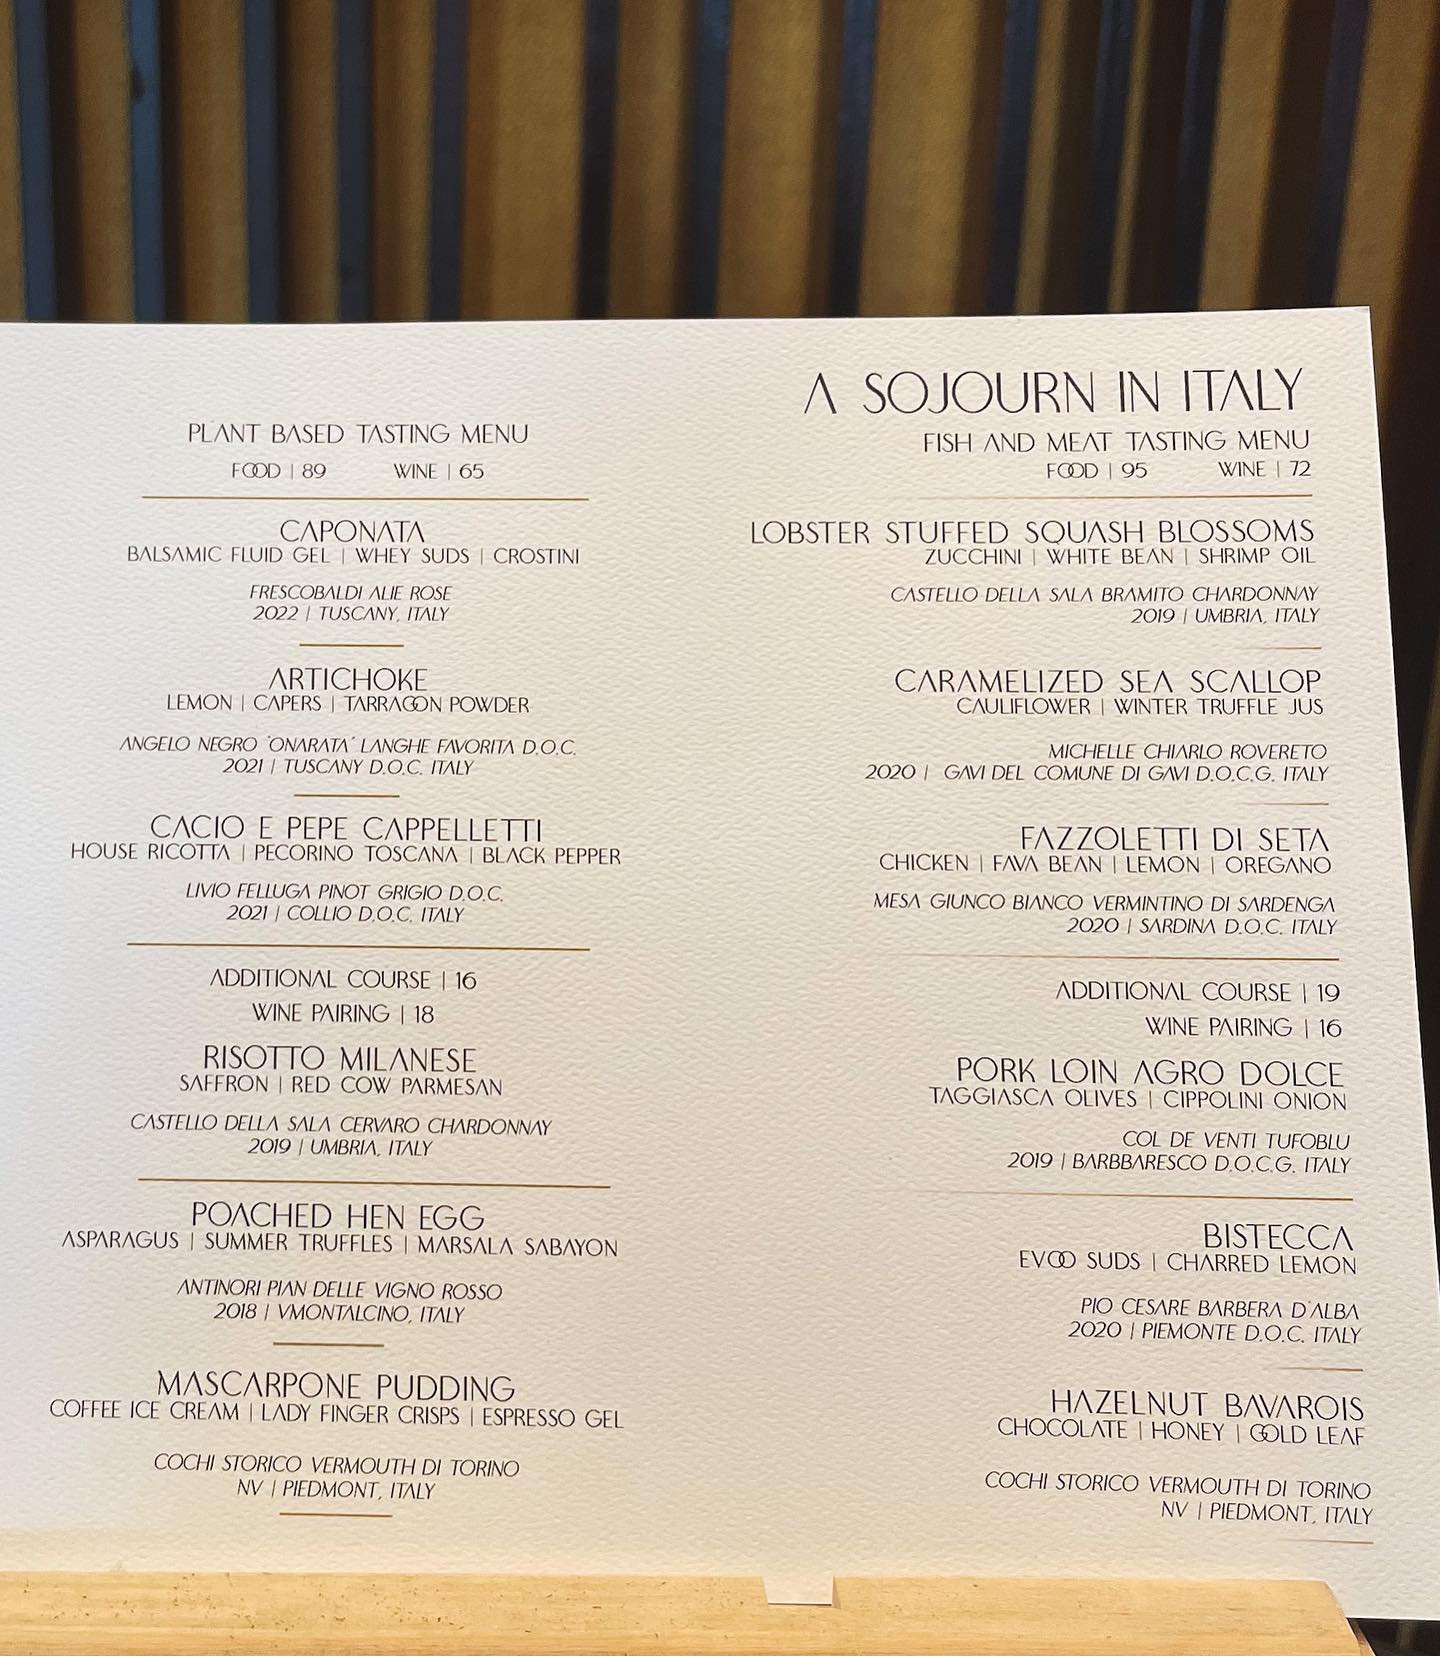 PLANT BASED TASTING MENU
FOOD | 89 WINE | 65
CAPONATA
BALSAMIC FLUID GEL | WHEY SUDS | CROSTINI
FRESCOBALDI ALIE ROSE
2022 | TUSCANY, ITALY
ARTICHOKE
LEMON | CAPERS | TARRAGON POWDER
ANGELO NEGRO "ONARATA" LANGHE FAVORITA D.O.C.
2021 | TUSCANY D.O.C. ITALY
CACIO E PEPE CAPPELLETTI
HOUSE RICOTTA | PECORINO TOSCANA | BLACK PEPPER
LIVIO FELLUGA PINOT GRIGIO D.O.C.
2021 | COLLIO D.O.C. ITALY
ADDITIONAL COURSE | 16
WINE PAIRING | 18
RISOTTO MILANESE
SAFFRON | RED COW PARMESAN
CASTELLO DELLA SALA CERVARO CHARDONNAY
2019 | UMBRIA, ITALY
POACHED HEN EGG
ASPARAGUS | SUMMER TRUFFLES | MARSALA SABAYON
ANTINORI PIAN DELLE VIGNO ROSSO
2018 | VMONTALCINO, ITALY
MASCARPONE PUDDING
COFFEE ICE CREAM | LADY FINGER CRISPS | ESPRESSO GEL
COCHI STORICO VERMOUTH DI TORINO
NV | PIEDMONT, ITALY
A SOJOURN IN ITALY
FISH AND MEAT TASTING MENU
FOOD | 95 WINE | 72
LOBSTER STUFFED SQUASH BLOSSOMS
ZUCCHINI | WHITE BEAN | SHRIMP OIL
CASTELLO DELLA SALA BRAMITO CHARDONNAY
2019 | UMBRIA, ITALY
CARAMELIZED SEA SCALLOP
CAULIFLOWER | WINTER TRUFFLE JUS
MICHELLE CHIARLO ROVERETO
2020 | GAVI DEL COMUNE DI GAVI D.O.C.G. ITALY
FAZZOLETTI DI SETA
CHICKEN | FAVA BEAN | LEMON | OREGANO
MESA GIUNCO BIANCO VERMINTINO DI SARDENGA
2020 | SARDINA D.O.C. ITALY
ADDITIONAL COURSE | 19
WINE PAIRING | 16
PORK LOIN AGRO DOLCE
TAGGIASCA OLIVES | CIPPOLINI ONION
COL DE VENTI TUFOBLU
2019 | BARBBARESCO D.O.C.G. ITALY
BISTECCA
EVOO SUDS | CHARRED LEMON
PIO CESARE BARBERA D'ALBA
2020 | PIEMONTE D.O.C. ITALY
HAZELNUT BAVAROIS
CHOCOLATE | HONEY | GOLD LEAF
COCHI STORICO VERMOUTH DI TORINO
NV | PIEDMONT, ITALY